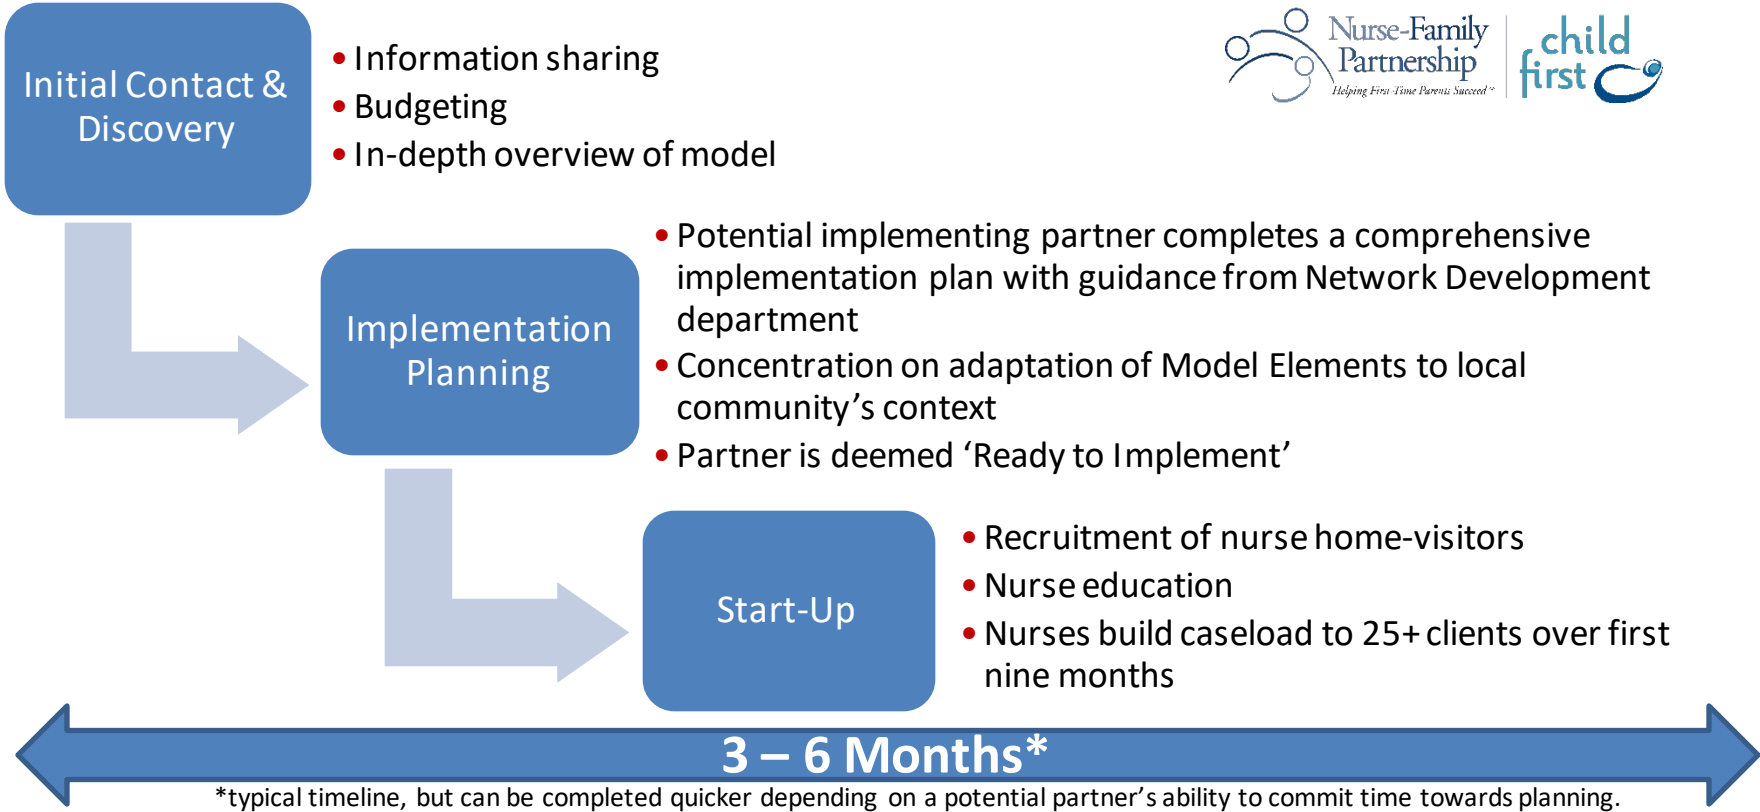 Initial Contact &
Discovery
• Information sharing
• Budgeting
• In-depth overview of model
Nurse-Family
Partnership
Helping First-Time Parents Succeed™
child
first
Implementation
Planning
• Potential implementing partner completes a comprehensive
implementation plan with guidance from Network Development
department
• Concentration on adaptation of Model Elements to local
community’s context
• Partner is deemed ‘Ready to Implement’
Start-Up
• Recruitment of nurse home-visitors
• Nurse education
• Nurses build caseload to 25+ clients over first
nine months
3 – 6 Months*
*typical timeline, but can be completed quicker depending on a potential partner’s ability to commit time towards planning.